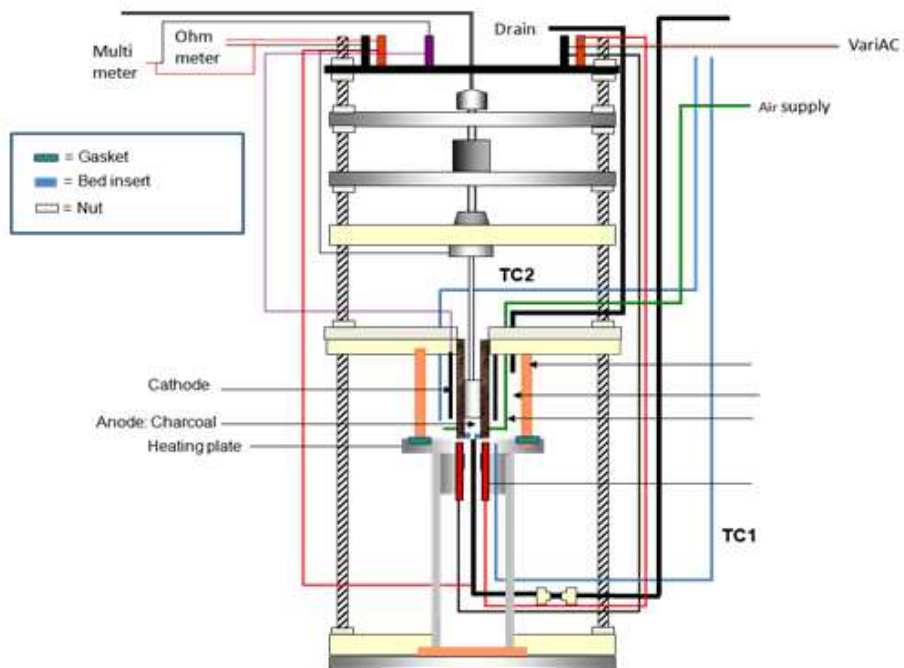 Multi
meter
Ohm
meter
Drain
VariAC
Air supply
= Gasket
= Bed insert
= Nut
TC2
Cathode
Anode: Charcoal
Heating plate
TC1